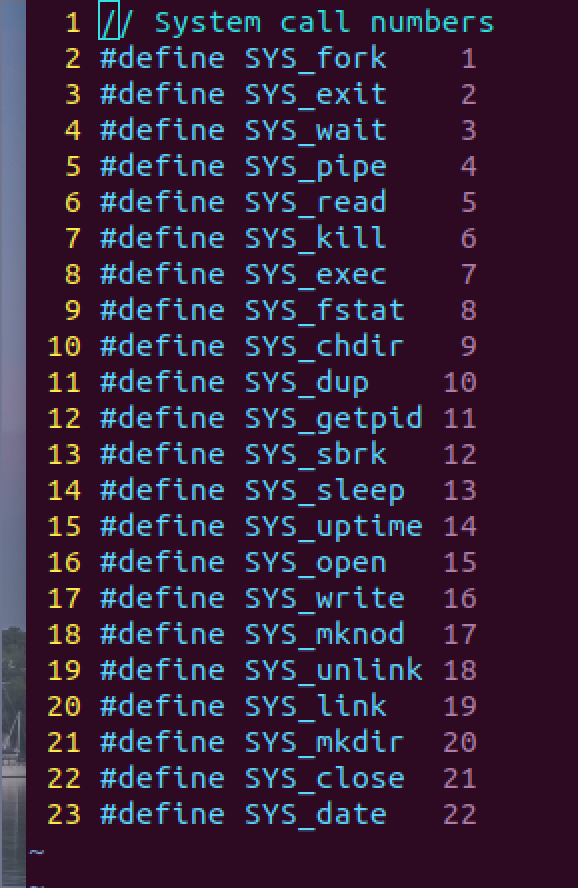 1 // System call numbers
2 #define SYS_fork    1
3 #define SYS_exit    2
4 #define SYS_wait    3
5 #define SYS_pipe    4
6 #define SYS_read    5
7 #define SYS_kill    6
8 #define SYS_exec    7
9 #define SYS_fstat   8
10 #define SYS_chdir   9
11 #define SYS_dup    10
12 #define SYS_getpid 11
13 #define SYS_sbrk   12
14 #define SYS_sleep  13
15 #define SYS_uptime 14
16 #define SYS_open   15
17 #define SYS_write  16
18 #define SYS_mknod  17
19 #define SYS_unlink 18
20 #define SYS_link   19
21 #define SYS_mkdir  20
22 #define SYS_close  21
23 #define SYS_date   22
~
~